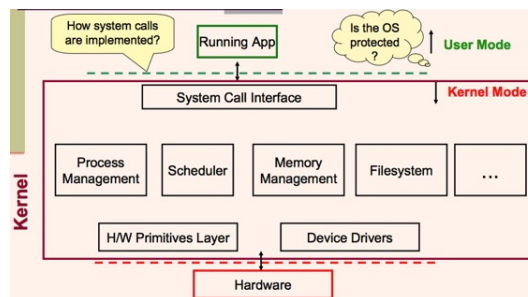 How system calls
are implemented?
Running App
Is the OS
protected
?
User Mode
System Call Interface
Kernel Mode
Process
Management
Scheduler
Memory
Management
Filesystem
...
Kernel
H/W Primitives Layer
Device Drivers
Hardware